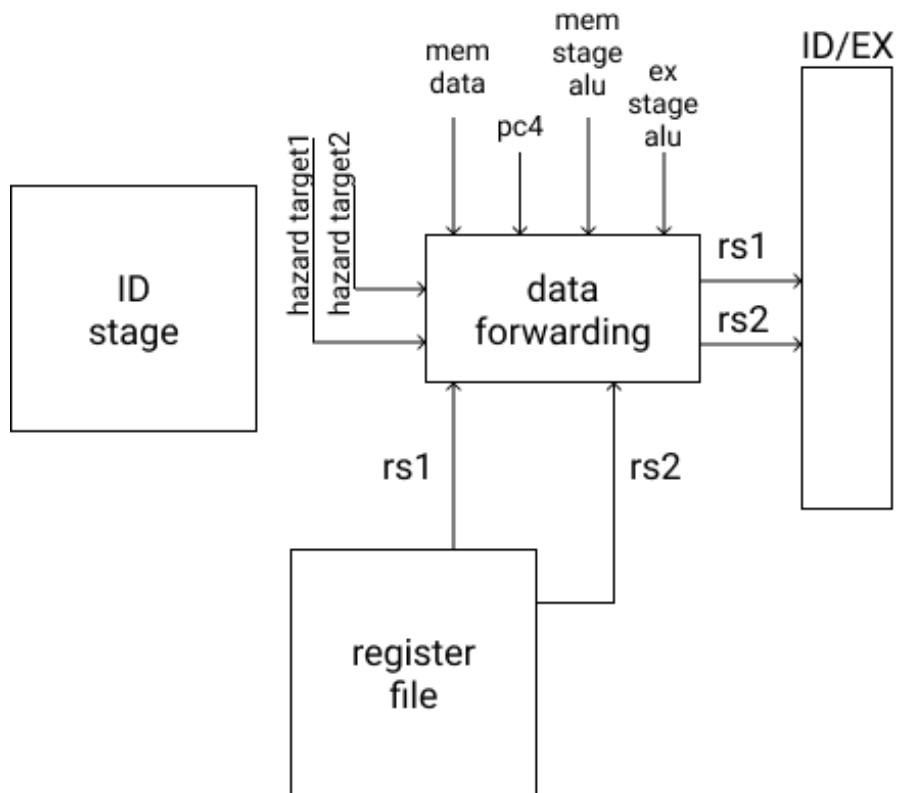 mem
data
pc4
mem
stage
alu
ex
stage
alu
ID/EX
hazard target1
hazard target2
ID
stage
data
forwarding
rs1
rs2
rs1
rs2
register
file